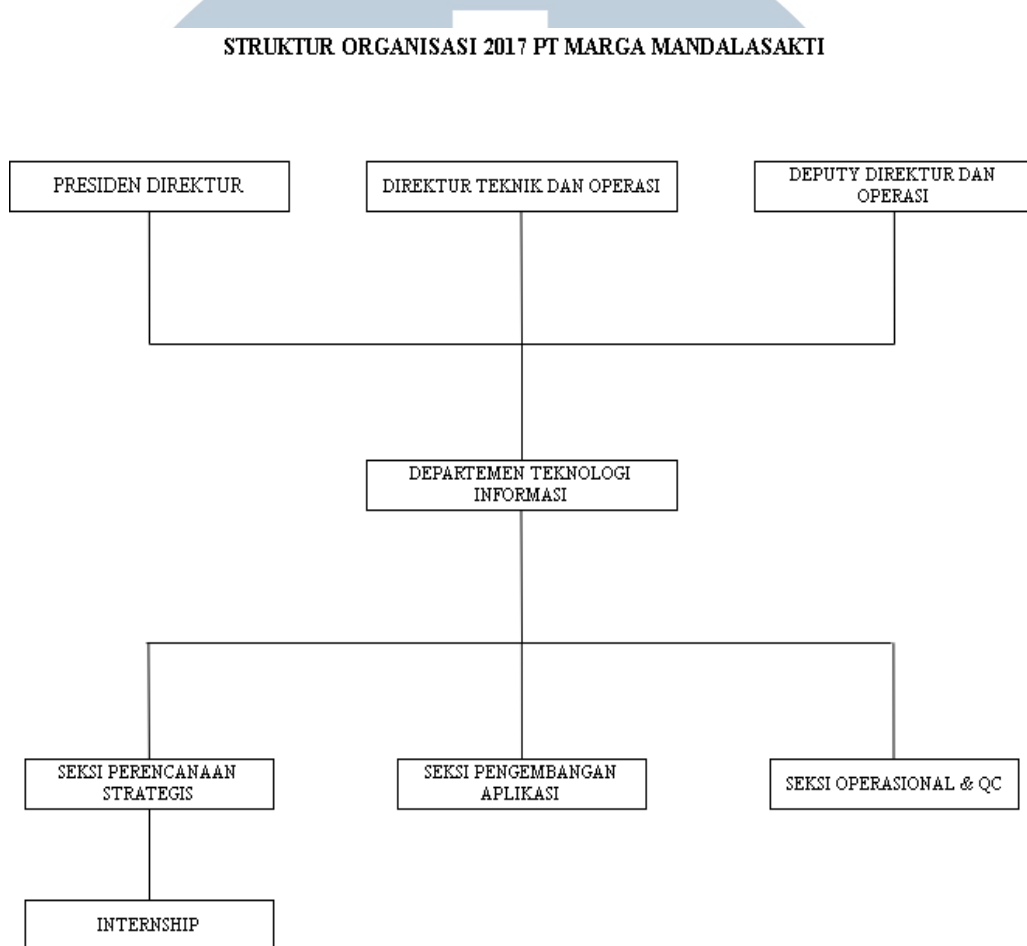 STRUKTUR ORGANISASI 2017 PT MARGA MANDALASAKTI
PRESIDEN DIREKTUR
DIREKTUR TEKNIK DAN OPERASI
DEPUTY DIREKTUR DAN
OPERASI
DEPARTEMEN TEKNOLOGI
INFORMASI
SEKSI PERENCANAAN
STRATEGIS
SEKSI PENGEMBANGAN
APLIKASI
SEKSI OPERASIONAL & QC
INTERNSHIP